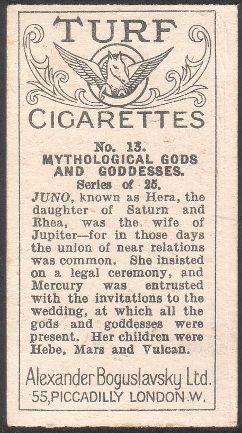 TURF
CIGARETTES
No. 13.
MYTHOLOGICAL GODS
AND GODDESSES.
Series of 25.
JUNO, known as Hera, the
daughter of Saturn and
Rhea, was the wife of
Jupiter—for in those days
the union of near relations
was common. She insisted
on a legal ceremony, and
Mercury was entrusted
with the invitations to the
wedding, at which all the
gods and goddesses were
present. Her children were
Hebe, Mars and Vulcan.
Alexander Boguslavsky Ltd.
55, PICCADILLY LONDON.W.